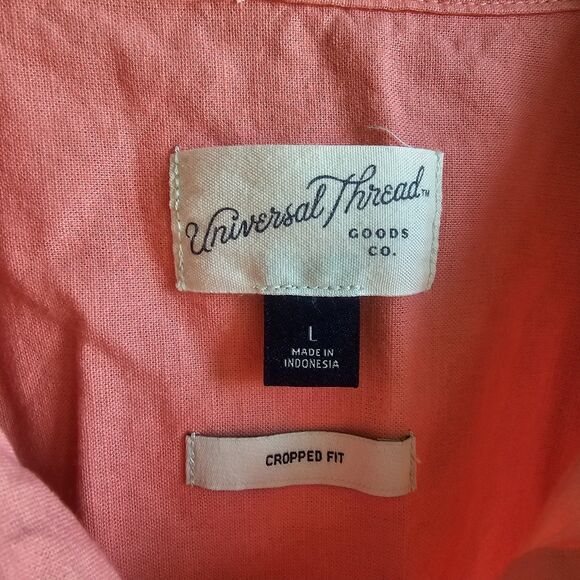 Universal Thread™
GOODS
CO.
L
MADE IN
INDONESIA
CROPPED FIT